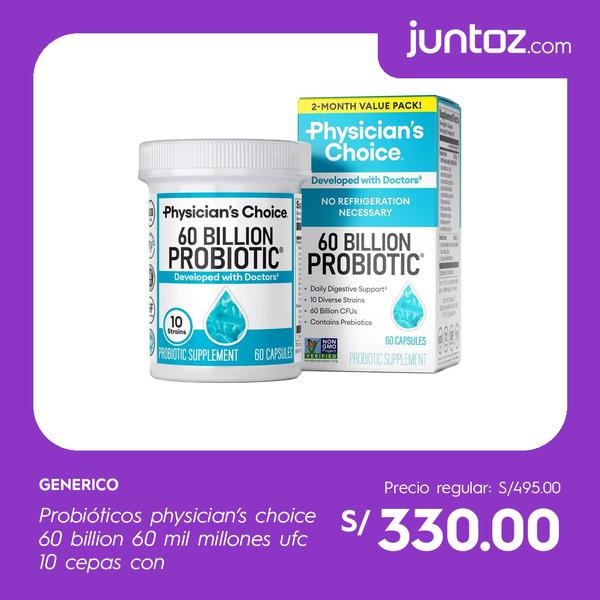 juntoz.com
2-MONTH VALUE PACK!
Physician's
Choice®
Developed with Doctors◊
NO REFRIGERATION
NECESSARY
60 BILLION
PROBIOTIC®
• Daily Digestive Support◊
• 10 Diverse Strains
• 60 Billion CFUs
• Contains Prebiotics
NON
GMO
Project
VERIFIED
60 CAPSULES
PROBIOTIC SUPPLEMENT
Physician's Choice®
60 BILLION
PROBIOTIC®
Developed with Doctors◊
10
Strains
PROBIOTIC SUPPLEMENT
60 CAPSULES
GENERICO
Probióticos physician's choice
60 billion 60 mil millones ufc
10 cepas con
Precio regular: S/495.00
S/ 330.00